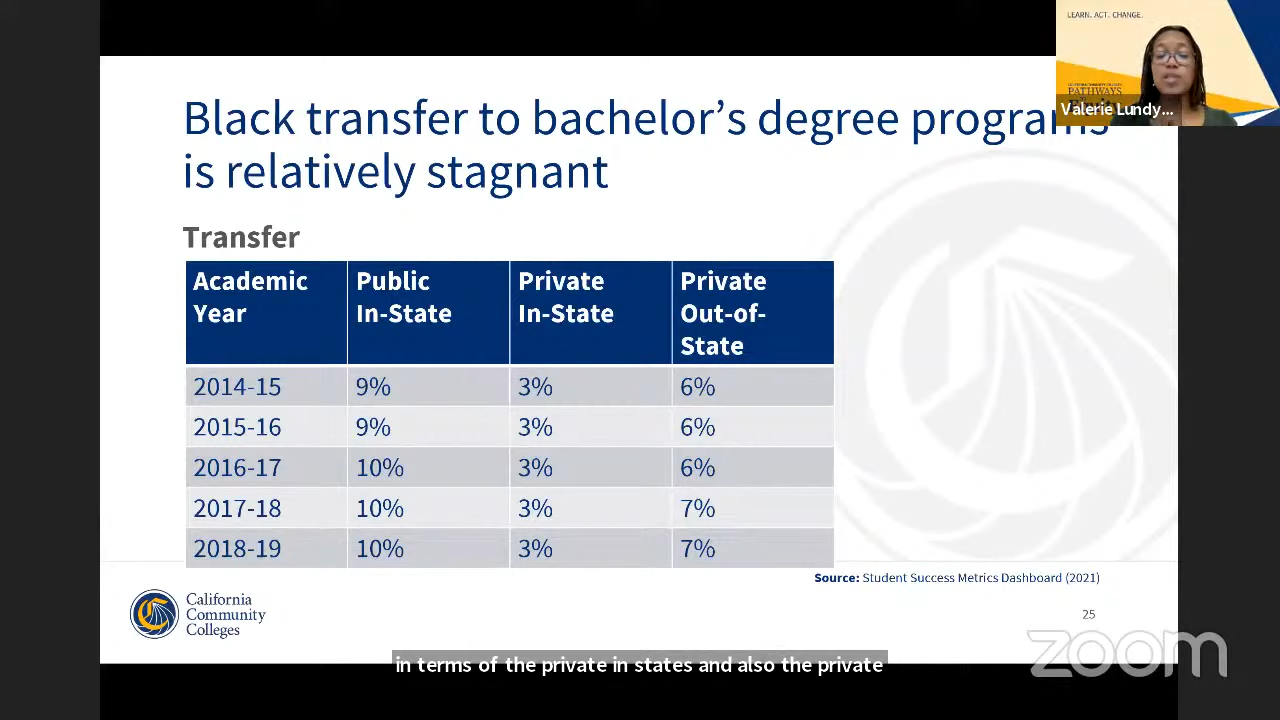 LEARN. ACT. CHANGE.
PATHWAYS
Valerie Lundy...
Black transfer to bachelor's degree programs
is relatively stagnant
Transfer
Academic Year Public In-State Private In-State Private Out-of-State
2014-15 9% 3% 6%
2015-16 9% 3% 6%
2016-17 10% 3% 6%
2017-18 10% 3% 7%
2018-19 10% 3% 7%
Source: Student Success Metrics Dashboard (2021)
California
Community
Colleges
25
zoom
in terms of the private in states and also the private